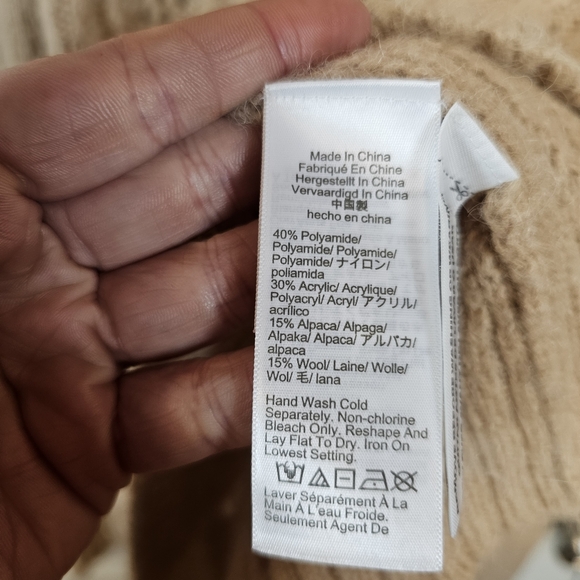 Made In China
Fabriqué En Chine
Hergestellt In China
Vervaardigd In China
中国製
hecho en china
40% Polyamide/
Polyamide/ Polyamide/
Polyamide/ ナイロン/
poliamida
30% Acrylic/ Acrylique/
Polyacryl/ Acryl/ アクリル/
acrílico
15% Alpaca/ Alpaga/
Alpaka/ Alpaca/ アルパカ/
alpaca
15% Wool/ Laine/ Wolle/
Wol/ 毛/ lana
Hand Wash Cold
Separately. Non-chlorine
Bleach Only. Reshape And
Lay Flat To Dry. Iron On
Lowest Setting.
Laver Séparément À La
Main À L'eau Froide.
Seulement Agent De